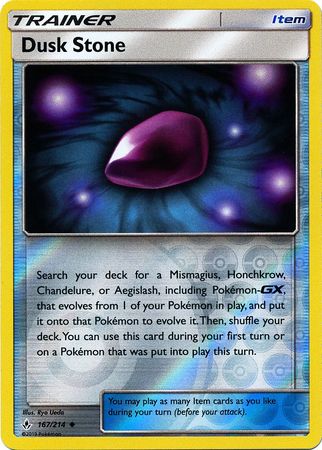 TRAINER Item
Dusk Stone
Search your deck for a Mismagius, Honchkrow,
Chandelure, or Aegislash, including Pokémon-GX,
that evolves from 1 of your Pokémon in play, and put
it onto that Pokémon to evolve it. Then, shuffle your
deck. You can use this card during your first turn or
on a Pokémon that was put into play this turn.
Illus. Ryo Ueda
167/214
©2019 Pokémon
You may play as many Item cards as you like
during your turn (before your attack).